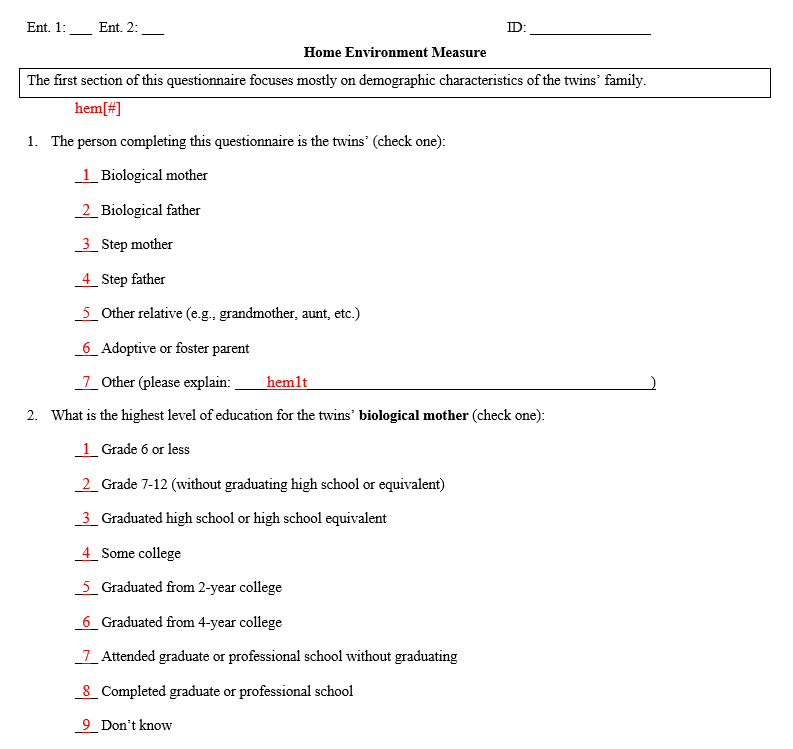 Ent. 1: ___ Ent. 2: ___ ID: ________________
Home Environment Measure
The first section of this questionnaire focuses mostly on demographic characteristics of the twins’ family.
hem[#]
1. The person completing this questionnaire is the twins’ (check one):
_1_ Biological mother
_2_ Biological father
_3_ Step mother
_4_ Step father
_5_ Other relative (e.g., grandmother, aunt, etc.)
_6_ Adoptive or foster parent
_7_ Other (please explain: ____hem1t______________________________________________)
2. What is the highest level of education for the twins’ biological mother (check one):
_1_ Grade 6 or less
_2_ Grade 7-12 (without graduating high school or equivalent)
_3_ Graduated high school or high school equivalent
_4_ Some college
_5_ Graduated from 2-year college
_6_ Graduated from 4-year college
_7_ Attended graduate or professional school without graduating
_8_ Completed graduate or professional school
_9_ Don’t know